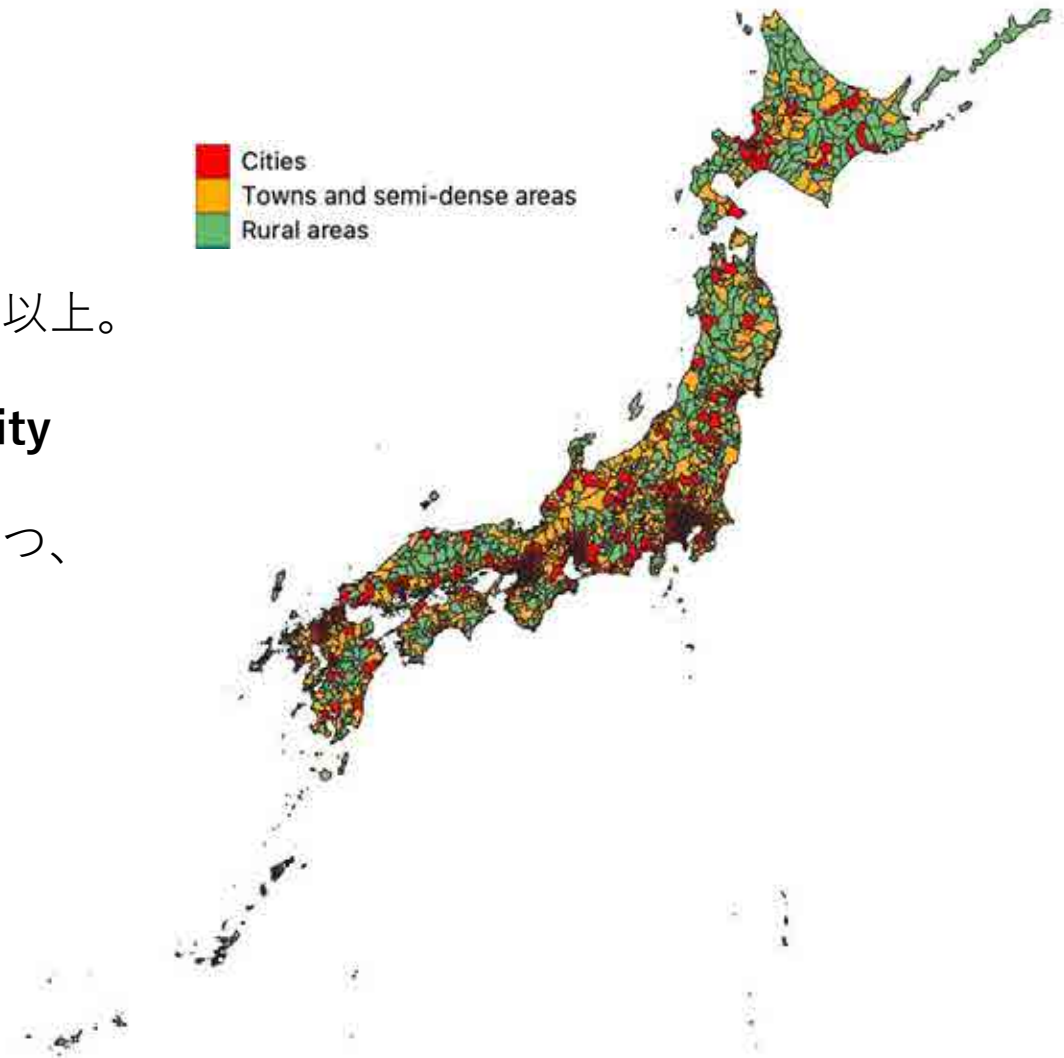 Cities
Towns and semi-dense areas
Rural areas
以上。
ity
つ、